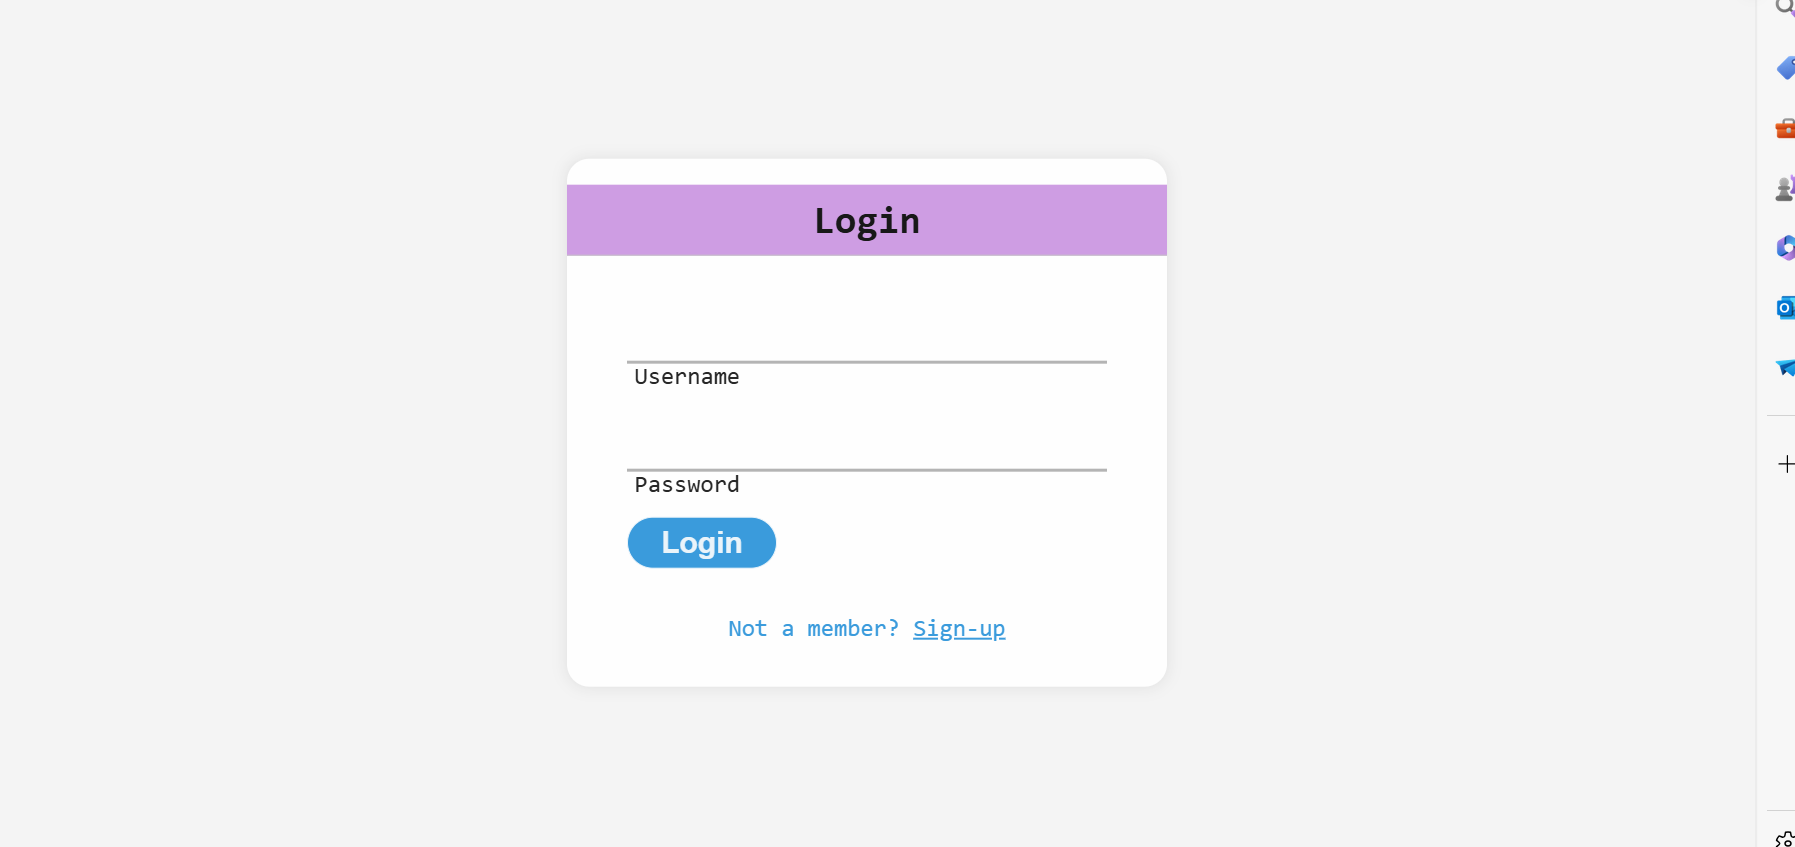 Login
Username
Password
Login
Not a member? Sign-up